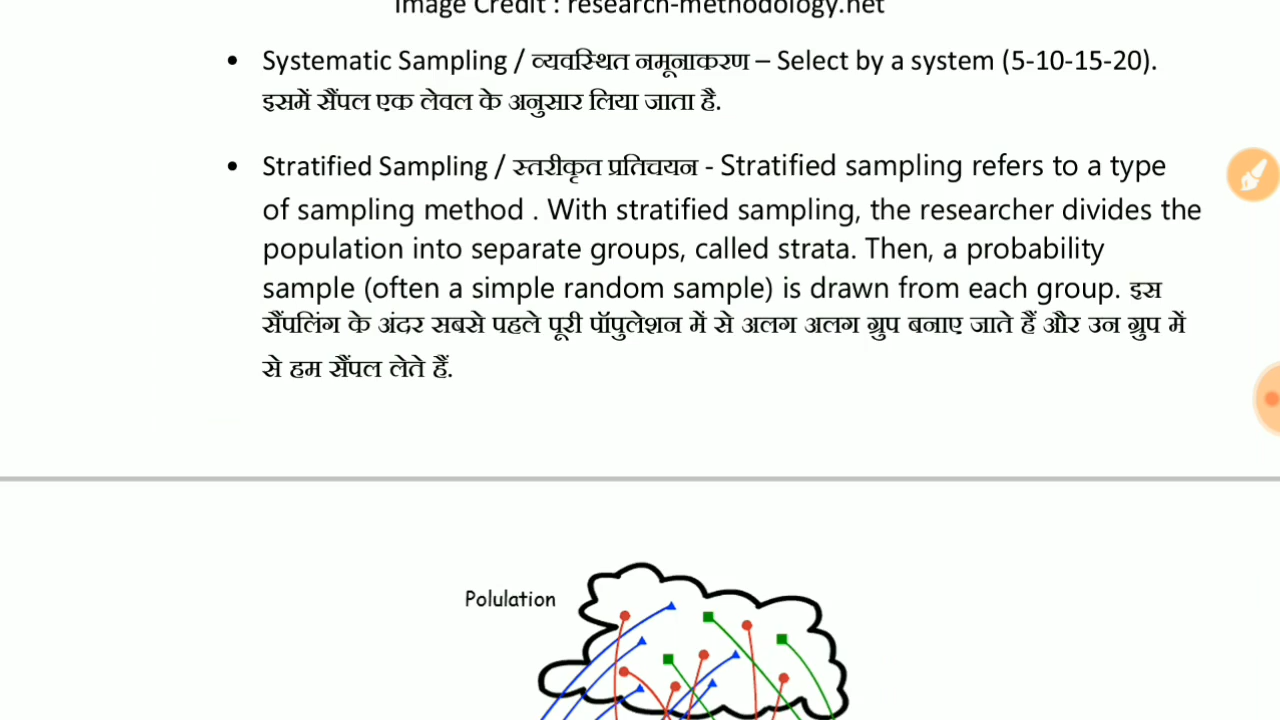 Image Credit : research-methodology.net
• Systematic Sampling / व्यवस्थित नमूनाकरण – Select by a system (5-10-15-20).
इसमें सैंपल एक लेवल के अनुसार लिया जाता है.
• Stratified Sampling / स्तरीकृत प्रतिचयन - Stratified sampling refers to a type
of sampling method . With stratified sampling, the researcher divides the
population into separate groups, called strata. Then, a probability
sample (often a simple random sample) is drawn from each group. इस
सैंपलिंग के अंदर सबसे पहले पूरी पॉपुलेशन में से अलग अलग ग्रुप बनाए जाते हैं और उन ग्रुप में
से हम सैंपल लेते हैं.
Polulation